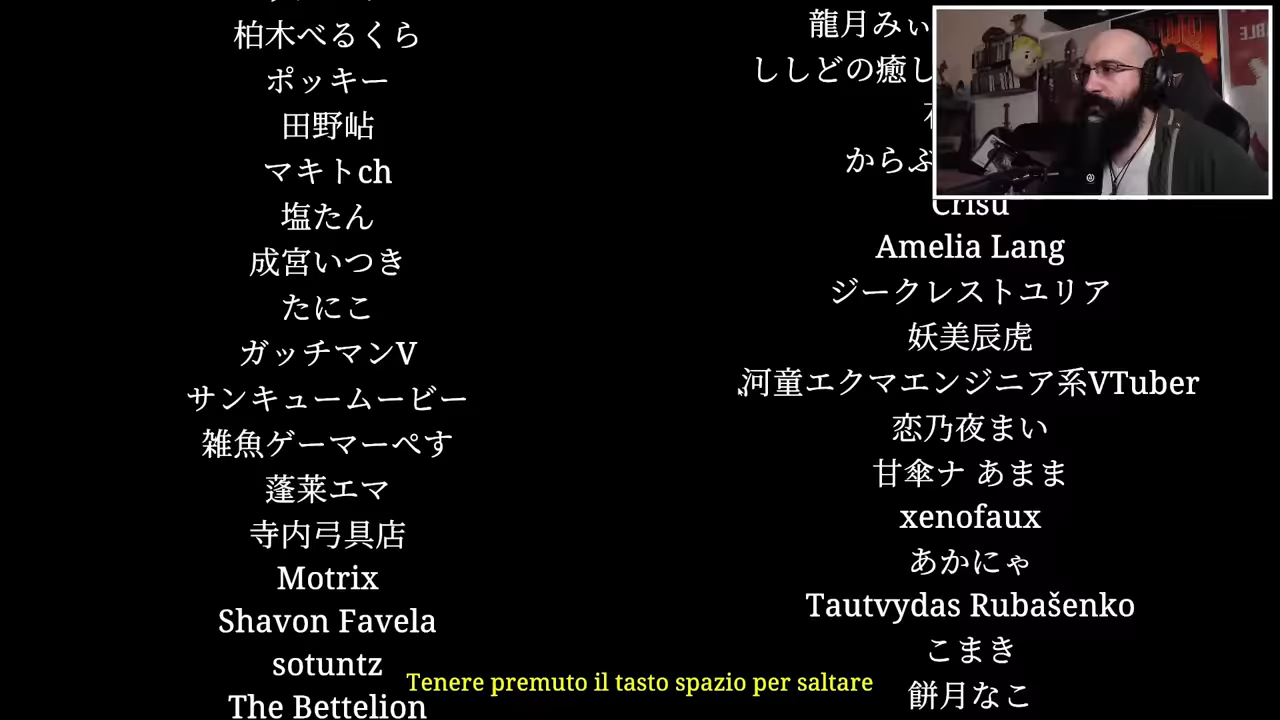 柏木べるくら
ポッキー
田野岾
マキトch
塩たん
成宮いつき
たにこ
ガッチマンV
サンキュームービー
雑魚ゲーマーぺす
蓬莱エマ
寺内弓具店
Motrix
Shavon Favela
sotuntz
The Bettelion
龍月みぃ
ししどの癒し
からぶ
Crisu
Amelia Lang
ジークレストユリア
妖美辰虎
河童エクマエンジニア系VTuber
恋乃夜まい
甘傘ナ あまま
xenofaux
あかにゃ
Tautvydas Rubašenko
こまき
餅月なこ
Tenere premuto il tasto spazio per saltare